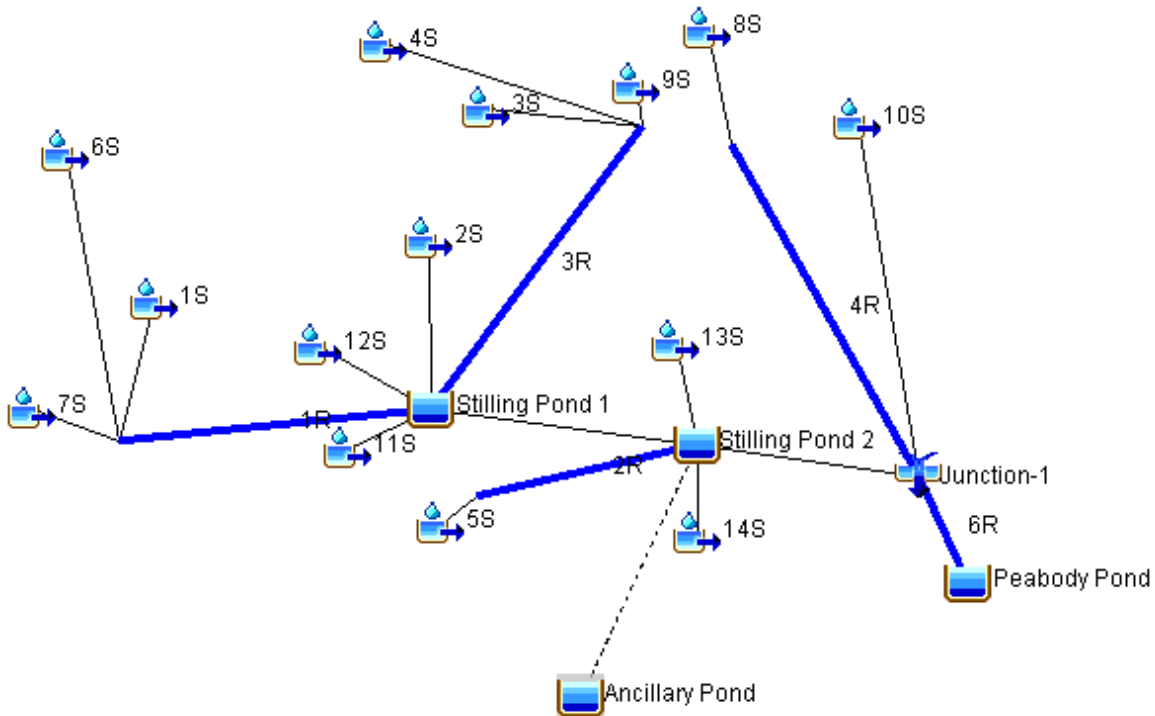 8S
4S
9S
3S
10S
6S
2S
3R
1S
4R
12S
13S
7S
Stilling Pond 1
1R
11S
Stilling Pond 2
2R
Junction-1
5S
14S
6R
Peabody Pond
Ancillary Pond